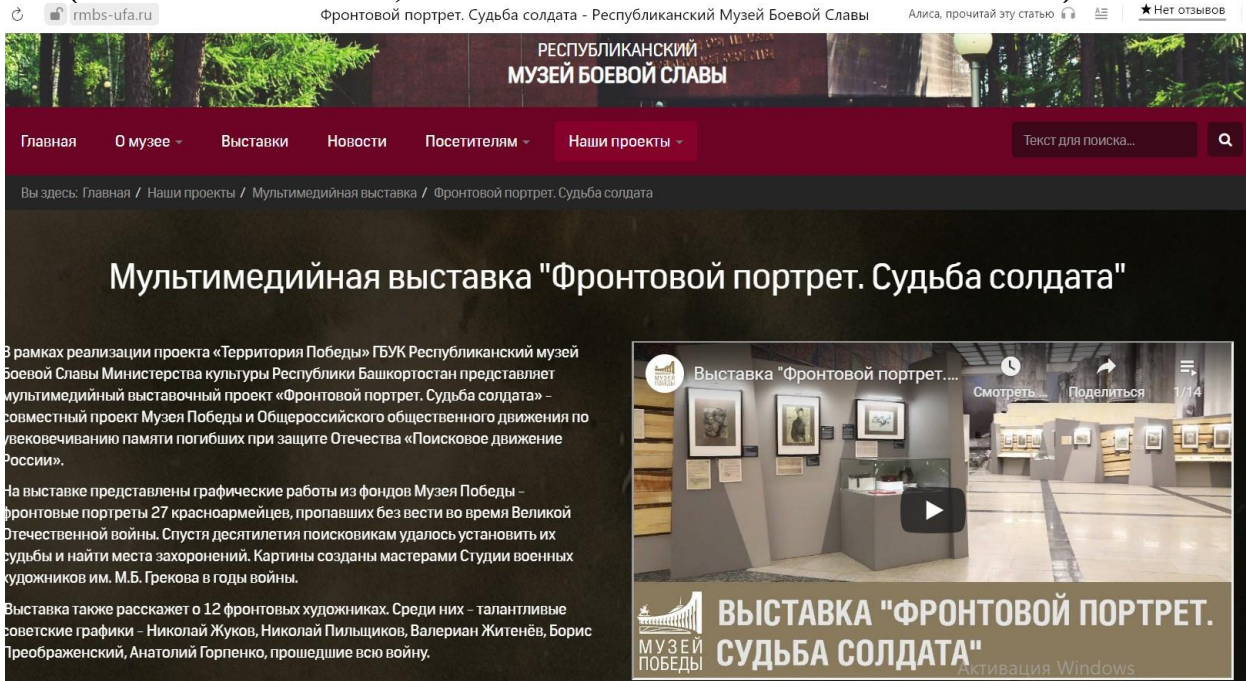 rmbs-ufa.ru
Фронтовой портрет. Судьба солдата - Республиканский Музей Боевой Славы
Алиса, прочитай эту статью
★ Нет отзывов
РЕСПУБЛИКАНСКИЙ
МУЗЕЙ БОЕВОЙ СЛАВЫ
Главная О музее Выставки Новости Посетителям Наши проекты Текст для поиска...
Вы здесь: Главная / Наши проекты / Мультимедийная выставка / Фронтовой портрет. Судьба солдата
Мультимедийная выставка "Фронтовой портрет. Судьба солдата"
В рамках реализации проекта «Территория Победы» ГБУК Республиканский музей
Боевой Славы Министерства культуры Республики Башкортостан представляет
мультимедийный выставочный проект «Фронтовой портрет. Судьба солдата» –
совместный проект Музея Победы и Общероссийского общественного движения по
увековечиванию памяти погибших при защите Отечества «Поисковое движение
России».
На выставке представлены графические работы из фондов Музея Победы –
фронтовые портреты 27 красноармейцев, пропавших без вести во время Великой
Отечественной войны. Спустя десятилетия поисковикам удалось установить их
судьбы и найти места захоронений. Картины созданы мастерами Студии военных
художников им. М.Б. Грекова в годы войны.
Выставка также расскажет о 12 фронтовых художниках. Среди них – талантливые
советские графики – Николай Жуков, Николай Пильщиков, Валериан Житенёв, Борис
Преображенский, Анатолий Горпенко, прошедшие всю войну.
МУЗЕЙ
ПОБЕДЫ
Выставка "Фронтовой портрет....
Смотреть ...
Поделиться
1/14
МУЗЕЙ
ПОБЕДЫ
ВЫСТАВКА "ФРОНТОВОЙ ПОРТРЕТ.
СУДЬБА СОЛДАТА"
Активация Windows